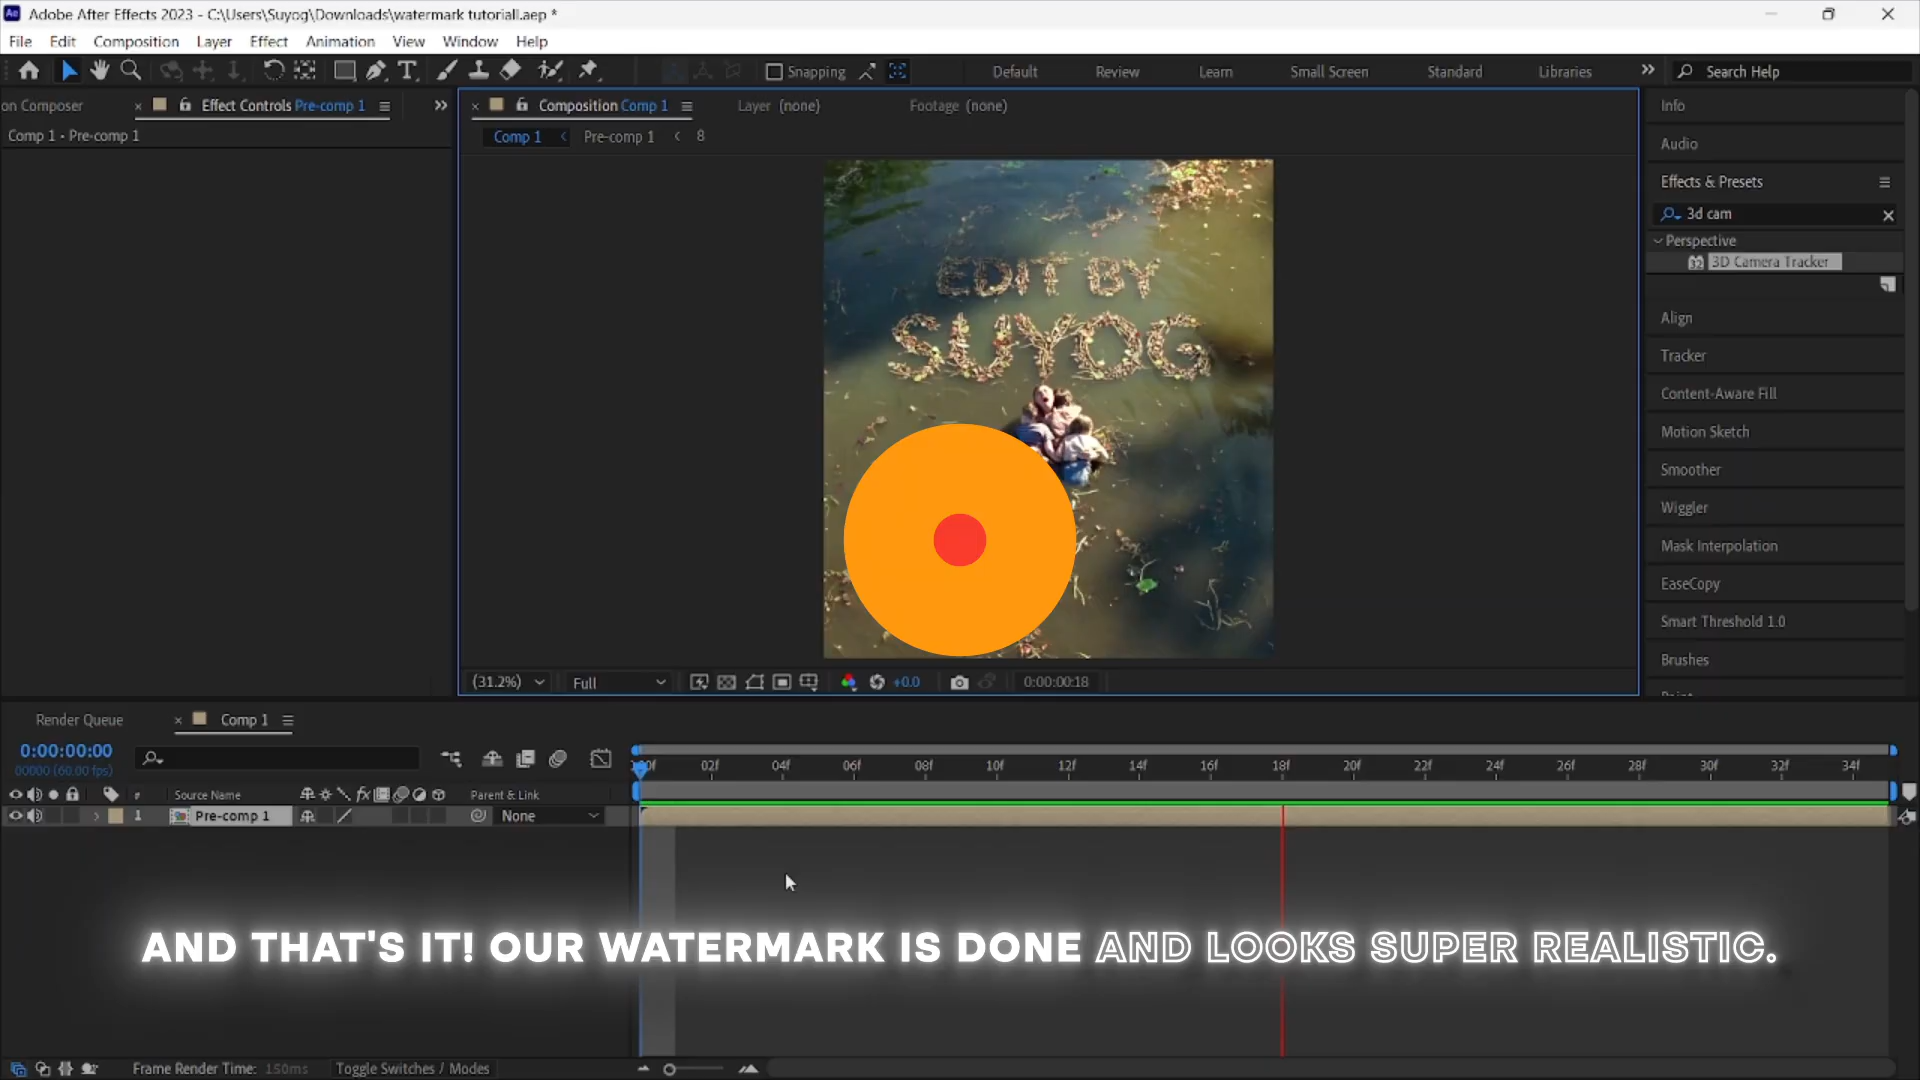 Adobe After Effects 2023 - C:\Users\Suyog\Downloads\watermark tutoriall.aep *
File Edit Composition Layer Effect Animation View Window Help
Snapping Default Review Learn Small Screen Standard Libraries Search Help
on Composer Effect Controls Pre-comp 1 Composition Comp 1 Layer (none) Footage (none) Info
Comp 1 - Pre-comp 1 Comp 1 Pre-comp 1 8
Audio
Effects & Presets
3d cam
Perspective
32 3D Camera Tracker
EDIT BY
SUYOG
Align
Tracker
Content-Aware Fill
Motion Sketch
Smoother
Wiggler
Mask Interpolation
EaseCopy
Smart Threshold 1.0
Brushes
(31.2%) Full +0.0 0:00:00:18
Render Queue Comp 1
0:00:00:00
00000 (60.00 fps)
02f 04f 06f 08f 10f 12f 14f 16f 18f 20f 22f 24f 26f 28f 30f 32f 34f
# Source Name fx Parent & Link
1 Pre-comp 1 None
AND THAT'S IT! OUR WATERMARK IS DONE AND LOOKS SUPER REALISTIC.
Frame Render Time: 150ms Toggle Switches / Modes